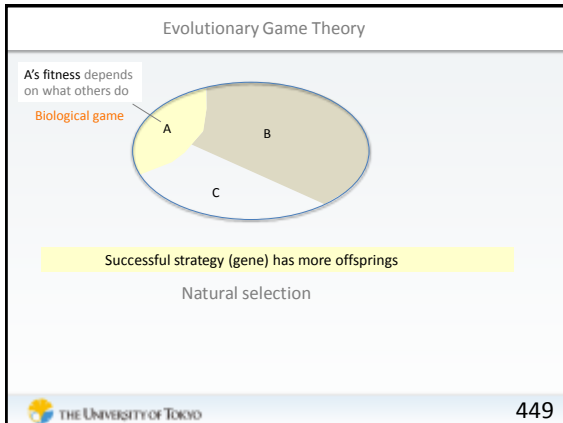 Evolutionary Game Theory
A's fitness depends
on what others do
Biological game
A
B
C
Successful strategy (gene) has more offsprings
Natural selection
THE UNIVERSITY OF TOKYO
449